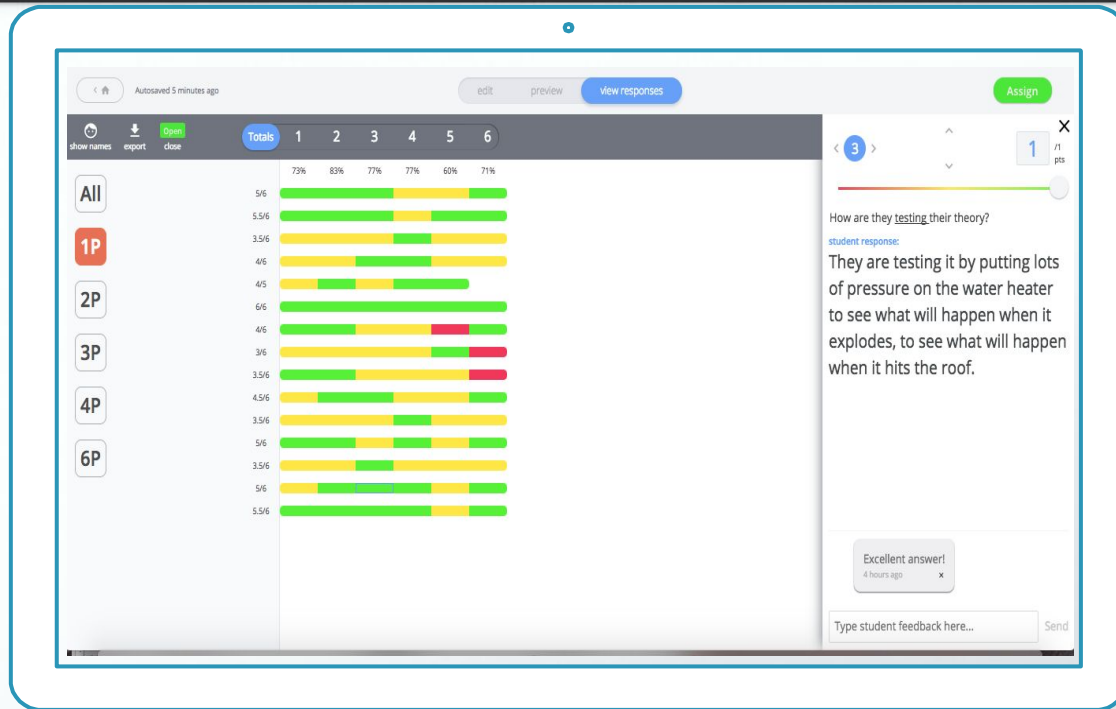 Autosaved 5 minutes ago
edit preview view responses
Assign
show names export Open close
Totals 1 2 3 4 5 6
73% 83% 77% 77% 60% 71%
All
1P
2P
3P
4P
6P
5/6
5.5/6
3.5/6
4/6
4/5
6/6
4/6
3/6
3.5/6
4.5/6
3.5/6
5/6
3.5/6
5/6
5.5/6
X
< 3 >
1 /1 pts
How are they testing their theory?
student response:
They are testing it by putting lots
of pressure on the water heater
to see what will happen when it
explodes, to see what will happen
when it hits the roof.
Excellent answer!
4 hours ago x
Type student feedback here... Send